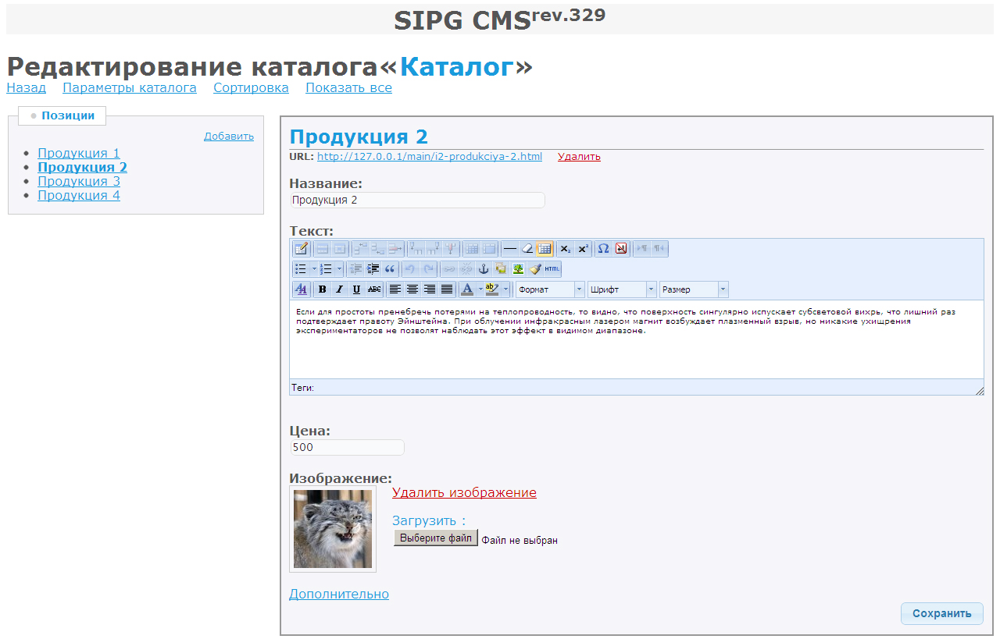 SIPG CMSrev.329
Редактирование каталога«Каталог»
Назад Параметры каталога Сортировка Показать все
Позиции
Добавить
Продукция 1
Продукция 2
Продукция 3
Продукция 4
Продукция 2
URL: http://127.0.0.1/main/i2-produkciya-2.html Удалить
Название:
Продукция 2
Текст:
HTML
B I U ABC A ab Формат Шрифт Размер
Если для простоты пренебречь потерями на теплопроводность, то видно, что поверхность сингулярно испускает субсветовой вихрь, что лишний раз
подтверждает правоту Эйнштейна. При облучении инфракрасным лазером магнит возбуждает плазменный взрыв, но никакие ухищрения
экспериментаторов не позволят наблюдать этот эффект в видимом диапазоне.
Теги:
Цена:
500
Изображение:
Удалить изображение
Загрузить :
Выберите файл Файл не выбран
Дополнительно
Сохранить